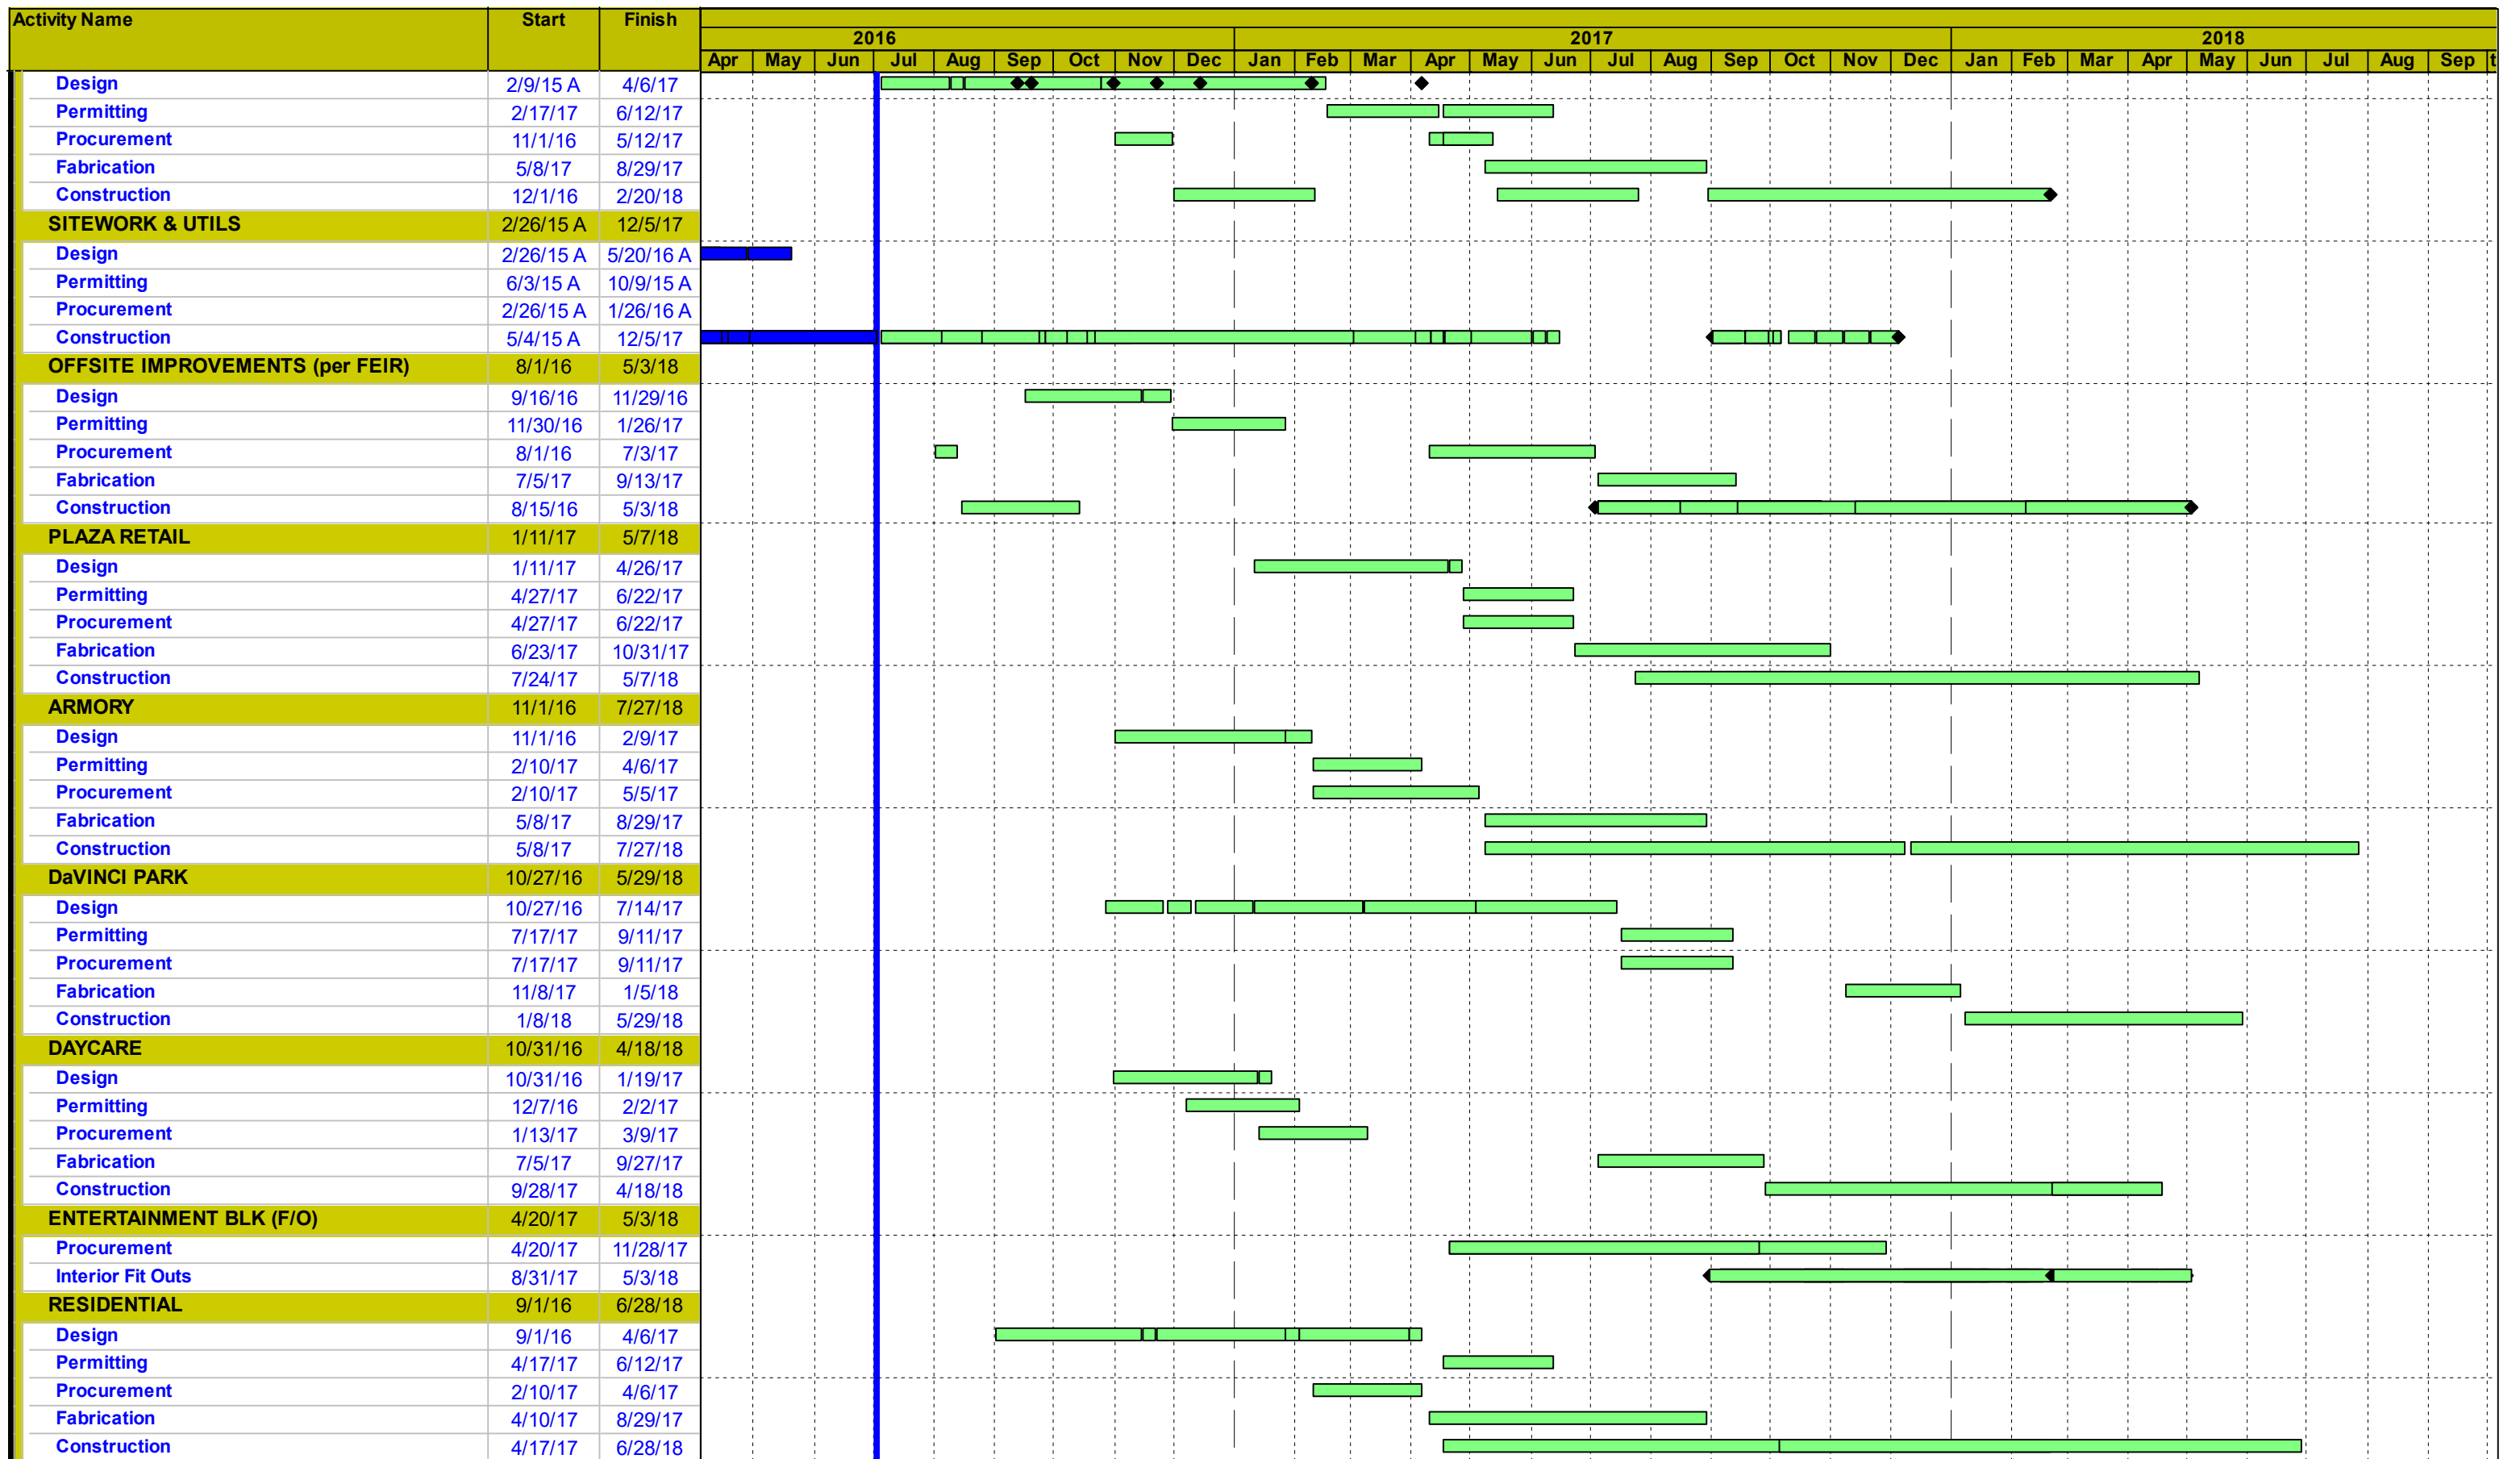 Activity Name Start Finish
2016 2017 2018
Apr May Jun Jul Aug Sep Oct Nov Dec Jan Feb Mar Apr May Jun Jul Aug Sep Oct Nov Dec Jan Feb Mar Apr May Jun Jul Aug Sep t
Design 2/9/15 A 4/6/17
Permitting 2/17/17 6/12/17
Procurement 11/1/16 5/12/17
Fabrication 5/8/17 8/29/17
Construction 12/1/16 2/20/18
SITEWORK & UTILS 2/26/15 A 12/5/17
Design 2/26/15 A 5/20/16 A
Permitting 6/3/15 A 10/9/15 A
Procurement 2/26/15 A 1/26/16 A
Construction 5/4/15 A 12/5/17
OFFSITE IMPROVEMENTS (per FEIR) 8/1/16 5/3/18
Design 9/16/16 11/29/16
Permitting 11/30/16 1/26/17
Procurement 8/1/16 7/3/17
Fabrication 7/5/17 9/13/17
Construction 8/15/16 5/3/18
PLAZA RETAIL 1/11/17 5/7/18
Design 1/11/17 4/26/17
Permitting 4/27/17 6/22/17
Procurement 4/27/17 6/22/17
Fabrication 6/23/17 10/31/17
Construction 7/24/17 5/7/18
ARMORY 11/1/16 7/27/18
Design 11/1/16 2/9/17
Permitting 2/10/17 4/6/17
Procurement 2/10/17 5/5/17
Fabrication 5/8/17 8/29/17
Construction 5/8/17 7/27/18
DaVINCI PARK 10/27/16 5/29/18
Design 10/27/16 7/14/17
Permitting 7/17/17 9/11/17
Procurement 7/17/17 9/11/17
Fabrication 11/8/17 1/5/18
Construction 1/8/18 5/29/18
DAYCARE 10/31/16 4/18/18
Design 10/31/16 1/19/17
Permitting 12/7/16 2/2/17
Procurement 1/13/17 3/9/17
Fabrication 7/5/17 9/27/17
Construction 9/28/17 4/18/18
ENTERTAINMENT BLK (F/O) 4/20/17 5/3/18
Procurement 4/20/17 11/28/17
Interior Fit Outs 8/31/17 5/3/18
RESIDENTIAL 9/1/16 6/28/18
Design 9/1/16 4/6/17
Permitting 4/17/17 6/12/17
Procurement 2/10/17 4/6/17
Fabrication 4/10/17 8/29/17
Construction 4/17/17 6/28/18